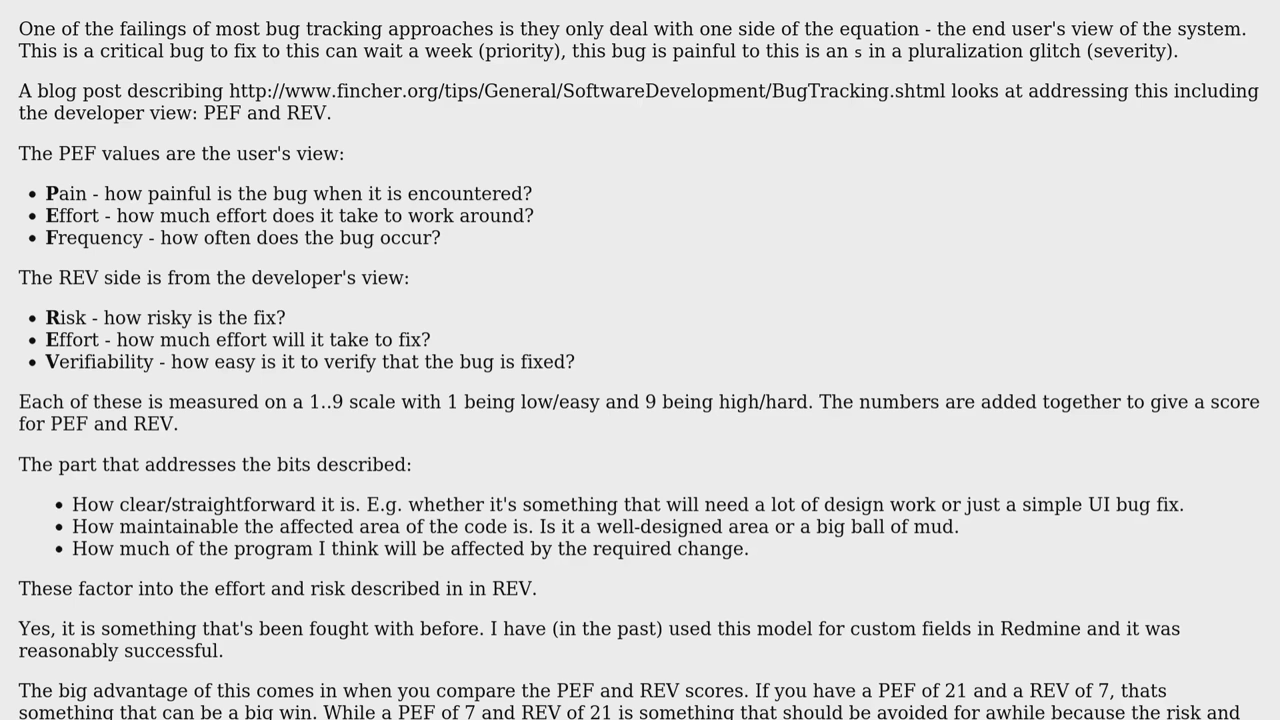 One of the failings of most bug tracking approaches is they only deal with one side of the equation - the end user's view of the system.
This is a critical bug to fix to this can wait a week (priority), this bug is painful to this is an s in a pluralization glitch (severity).
A blog post describing http://www.fincher.org/tips/General/SoftwareDevelopment/BugTracking.shtml looks at addressing this including
the developer view: PEF and REV.
The PEF values are the user's view:
• Pain - how painful is the bug when it is encountered?
• Effort - how much effort does it take to work around?
• Frequency - how often does the bug occur?
The REV side is from the developer's view:
• Risk - how risky is the fix?
• Effort - how much effort will it take to fix?
• Verifiability - how easy is it to verify that the bug is fixed?
Each of these is measured on a 1..9 scale with 1 being low/easy and 9 being high/hard. The numbers are added together to give a score
for PEF and REV.
The part that addresses the bits described:
• How clear/straightforward it is. E.g. whether it's something that will need a lot of design work or just a simple UI bug fix.
• How maintainable the affected area of the code is. Is it a well-designed area or a big ball of mud.
• How much of the program I think will be affected by the required change.
These factor into the effort and risk described in in REV.
Yes, it is something that's been fought with before. I have (in the past) used this model for custom fields in Redmine and it was
reasonably successful.
The big advantage of this comes in when you compare the PEF and REV scores. If you have a PEF of 21 and a REV of 7, thats
something that can be a big win. While a PEF of 7 and REV of 21 is something that should be avoided for awhile because the risk and